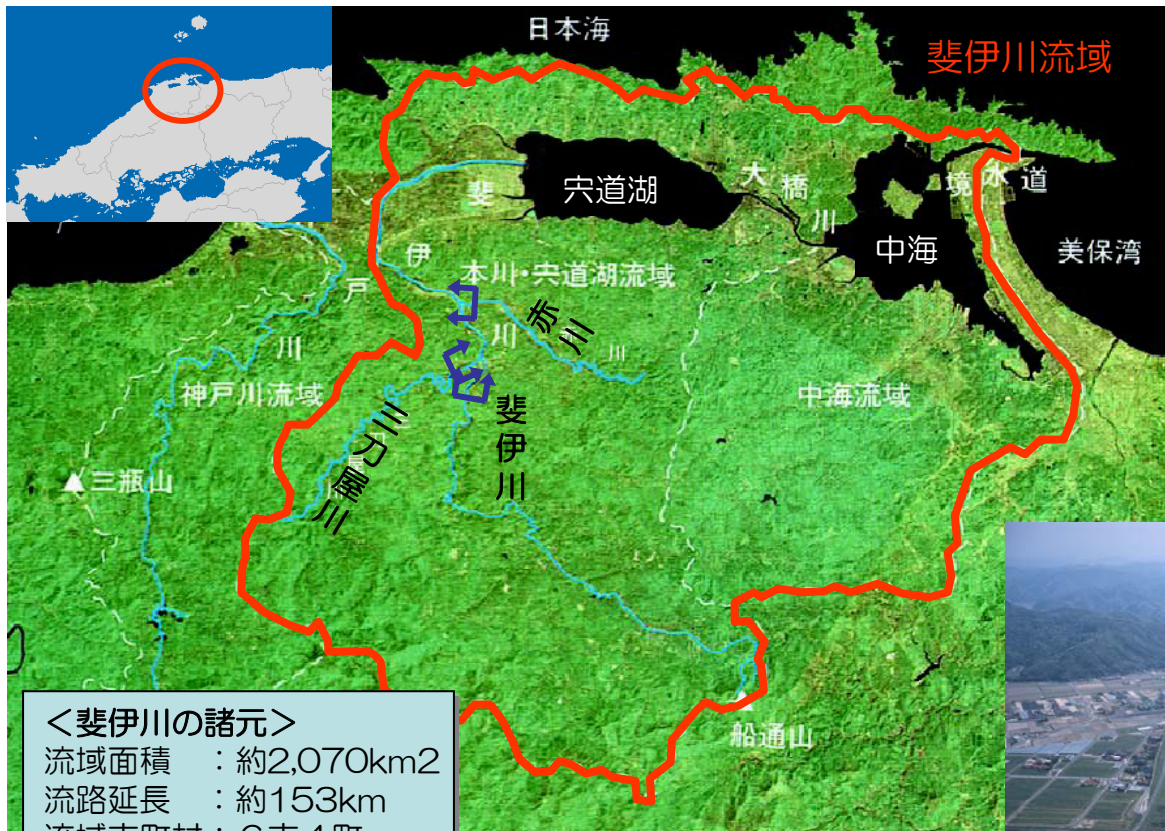 日本海
斐伊川流域
斐
伊
川
宍道湖
大橋川
境水道
中海
美保湾
本川・宍道湖流域
赤川
川
神戸川流域
戸
川
三刀屋川
斐伊川
中海流域
三瓶山
船通山
<斐伊川の諸元>
流域面積 ：約2,070km2
流路延長 ：約153km